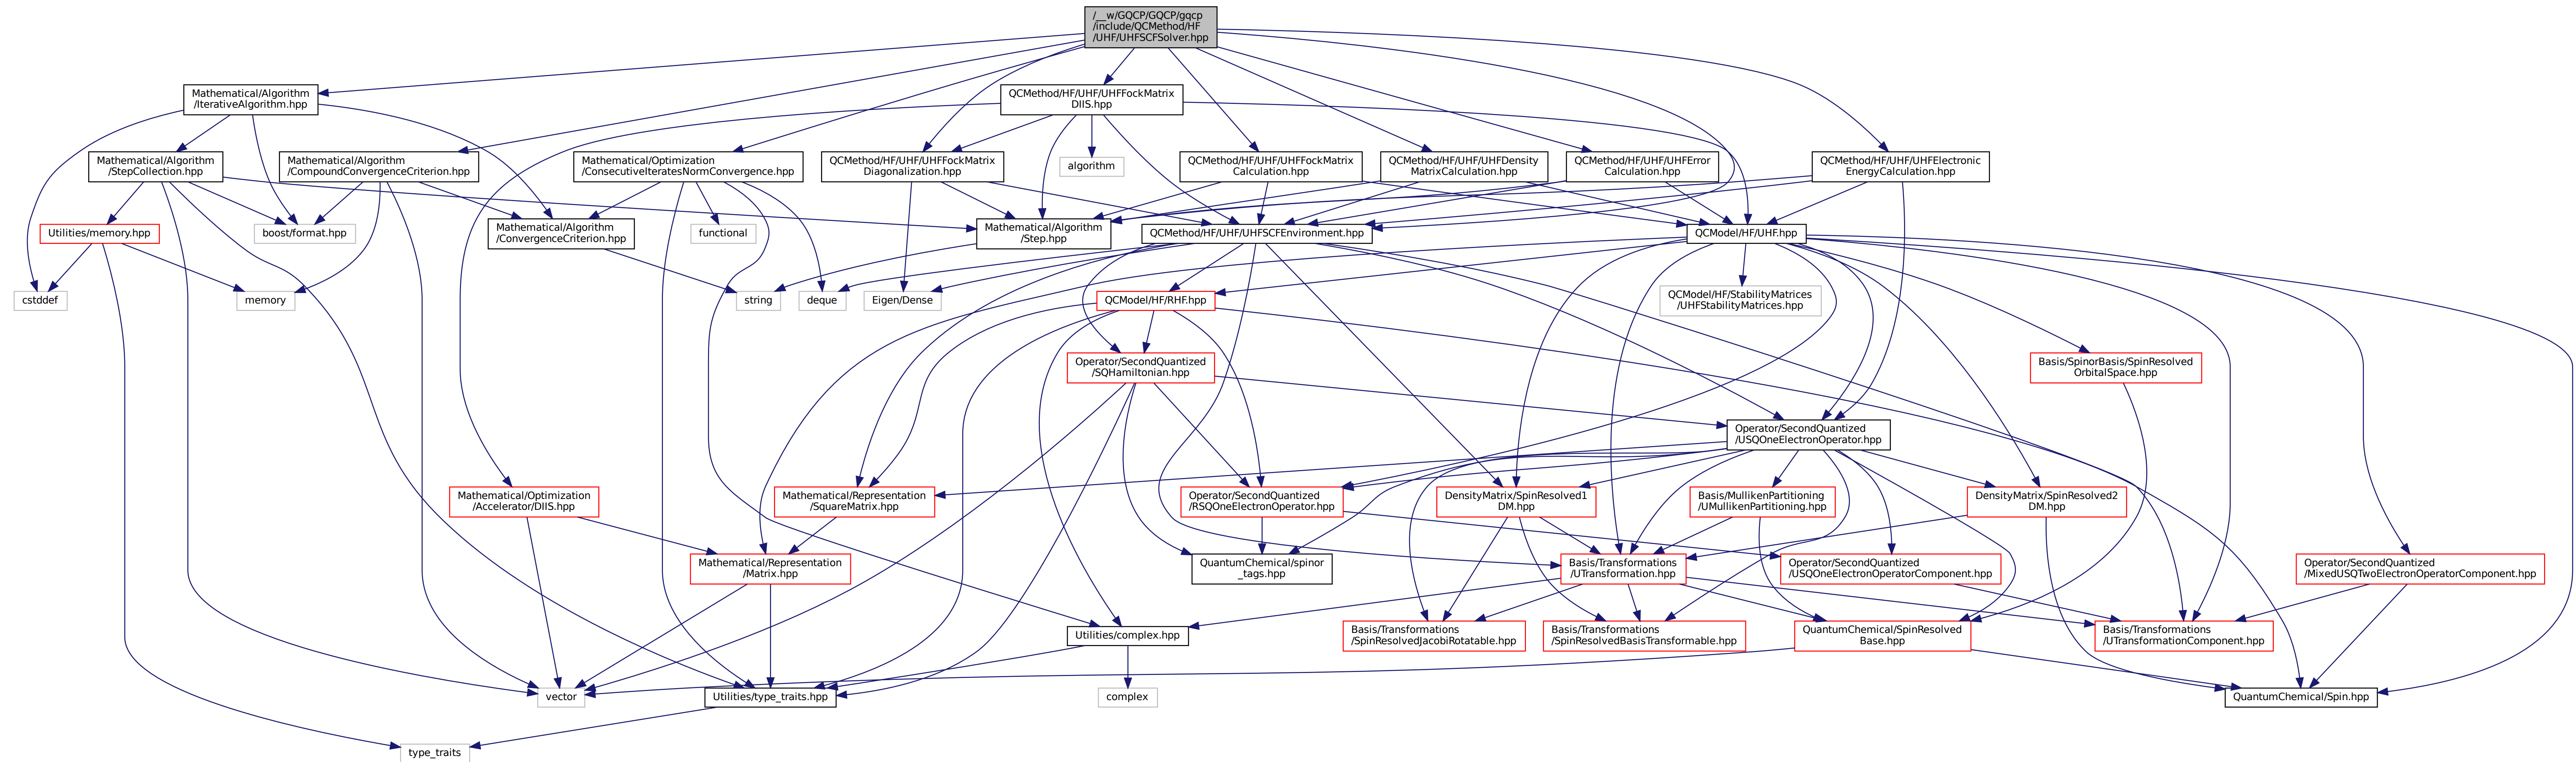 /__w/GQCP/GQCP/gqcp
/include/QCMethod/HF
/UHF/UHFSCFSolver.hpp
Mathematical/Algorithm
/IterativeAlgorithm.hpp
QCMethod/HF/UHF/UHFFockMatrix
DIIS.hpp
Mathematical/Algorithm
/StepCollection.hpp
Mathematical/Algorithm
/CompoundConvergenceCriterion.hpp
Mathematical/Optimization
/ConsecutiveIteratesNormConvergence.hpp
QCMethod/HF/UHF/UHFFockMatrix
Diagonalization.hpp
algorithm
QCMethod/HF/UHF/UHFFockMatrix
Calculation.hpp
QCMethod/HF/UHF/UHFDensity
MatrixCalculation.hpp
QCMethod/HF/UHF/UHFError
Calculation.hpp
QCMethod/HF/UHF/UHFElectronic
EnergyCalculation.hpp
Utilities/memory.hpp
boost/format.hpp
Mathematical/Algorithm
/ConvergenceCriterion.hpp
functional
Mathematical/Algorithm
/Step.hpp
QCMethod/HF/UHF/UHFSCFEnvironment.hpp
QCModel/HF/UHF.hpp
cstddef
memory
string
deque
Eigen/Dense
QCModel/HF/RHF.hpp
QCModel/HF/StabilityMatrices
/UHFStabilityMatrices.hpp
Operator/SecondQuantized
/SQHamiltonian.hpp
Basis/SpinorBasis/SpinResolved
OrbitalSpace.hpp
Operator/SecondQuantized
/USQOneElectronOperator.hpp
Mathematical/Optimization
/Accelerator/DIIS.hpp
Mathematical/Representation
/SquareMatrix.hpp
Operator/SecondQuantized
/RSQOneElectronOperator.hpp
DensityMatrix/SpinResolved1
DM.hpp
Basis/MullikenPartitioning
/UMullikenPartitioning.hpp
DensityMatrix/SpinResolved2
DM.hpp
Mathematical/Representation
/Matrix.hpp
QuantumChemical/spinor
_tags.hpp
Basis/Transformations
/UTransformation.hpp
Operator/SecondQuantized
/USQOneElectronOperatorComponent.hpp
Operator/SecondQuantized
/MixedUSQTwoElectronOperatorComponent.hpp
Utilities/complex.hpp
Basis/Transformations
/SpinResolvedJacobiRotatable.hpp
Basis/Transformations
/SpinResolvedBasisTransformable.hpp
QuantumChemical/SpinResolved
Base.hpp
Basis/Transformations
/UTransformationComponent.hpp
vector
Utilities/type_traits.hpp
complex
QuantumChemical/Spin.hpp
type_traits